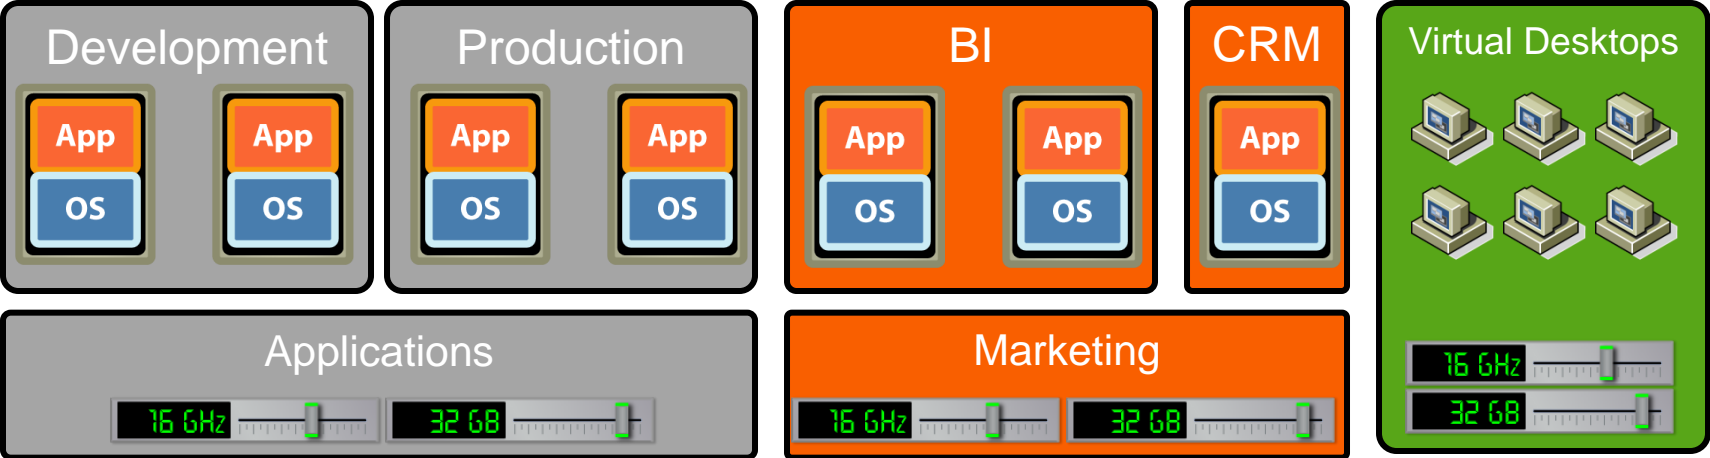 Development
App
OS
App
OS
Production
App
OS
App
OS
BI
App
OS
App
OS
CRM
App
OS
Applications
16 GHz
32 GB
Marketing
16 GHz
32 GB
Virtual Desktops
16 GHz
32 GB